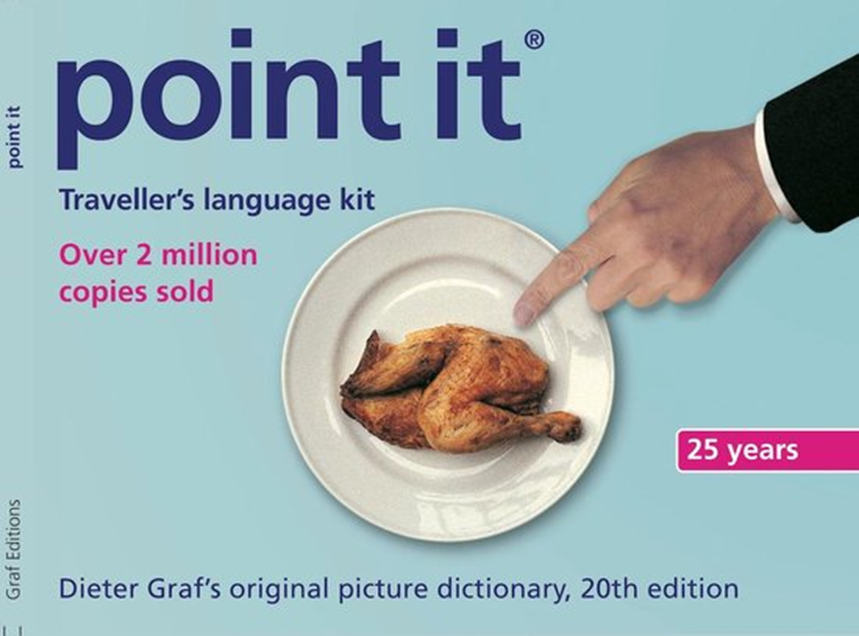 point it®
Traveller's language kit
Over 2 million
copies sold
25 years
Dieter Graf's original picture dictionary, 20th edition
point it
Graf Editions